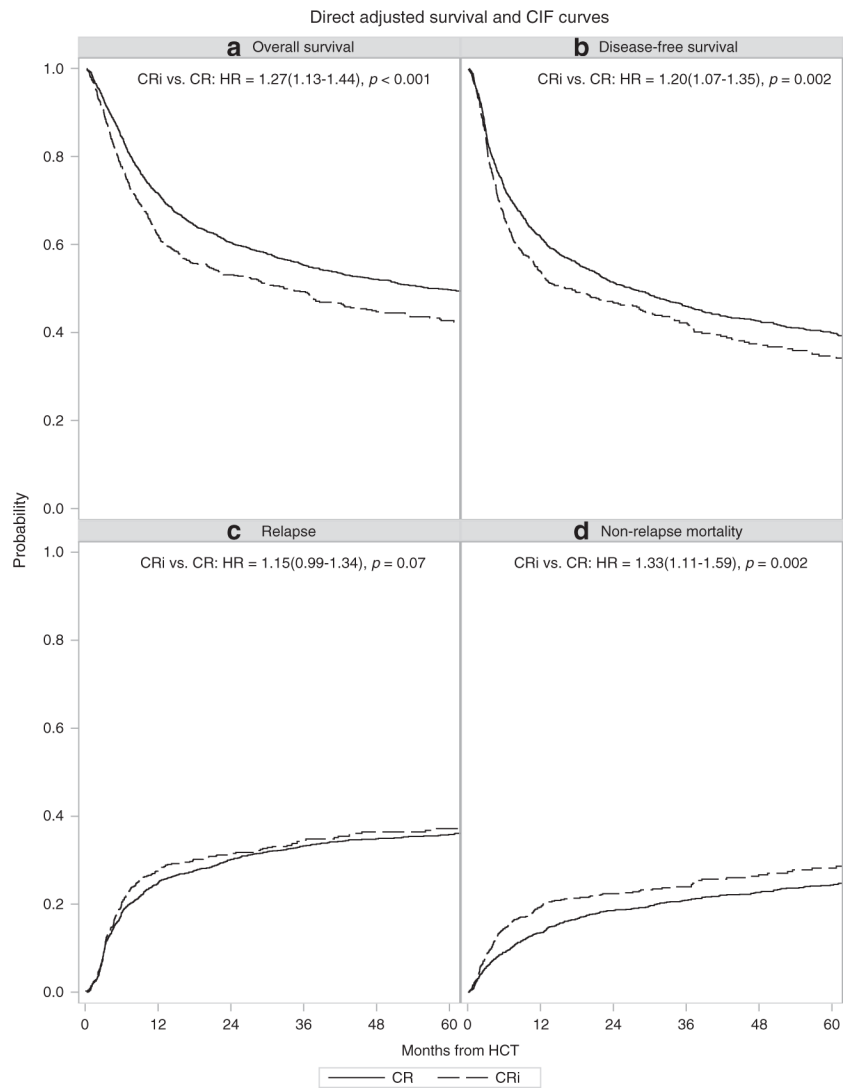 Direct adjusted survival and CIF curves
a Overall survival
b Disease-free survival
CRi vs. CR: HR = 1.27(1.13-1.44), p < 0.001
CRi vs. CR: HR = 1.20(1.07-1.35), p = 0.002
1.0
0.8
0.6
0.4
0.2
0.0
Probability
c Relapse
d Non-relapse mortality
CRi vs. CR: HR = 1.15(0.99-1.34), p = 0.07
CRi vs. CR: HR = 1.33(1.11-1.59), p = 0.002
1.0
0.8
0.6
0.4
0.2
0.0
0 12 24 36 48 60 0 12 24 36 48 60
Months from HCT
CR CRi